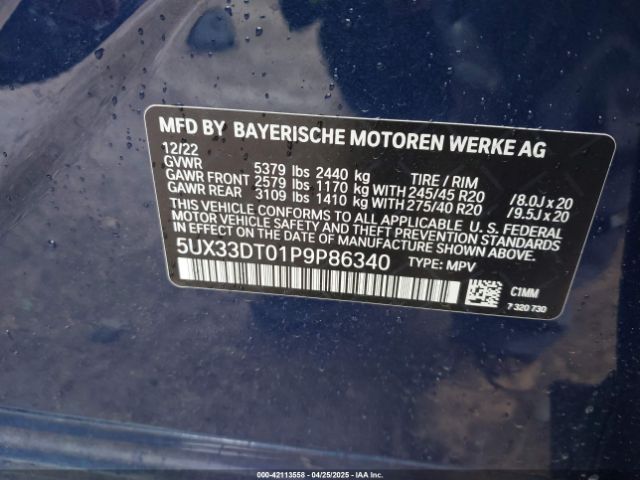 MFD BY BAYERISCHE MOTOREN WERKE AG
12/22
GVWR 5379 lbs 2440 kg TIRE / RIM
GAWR FRONT 2579 lbs 1170 kg WITH 245/45 R20 /8.0J x 20
GAWR REAR 3109 lbs 1410 kg WITH 275/40 R20 /9.5J x 20
THIS VEHICLE CONFORMS TO ALL APPLICABLE U.S. FEDERAL
MOTOR VEHICLE SAFETY, BUMPER, AND THEFT PREVENTION
STANDARDS IN EFFECT ON THE DATE OF MANUFACTURE SHOWN ABOVE.
5UX33DT01P9P86340 TYPE: MPV
C1MM
7 320 730
000-42113558 - 04/25/2025 - IAAI.COM